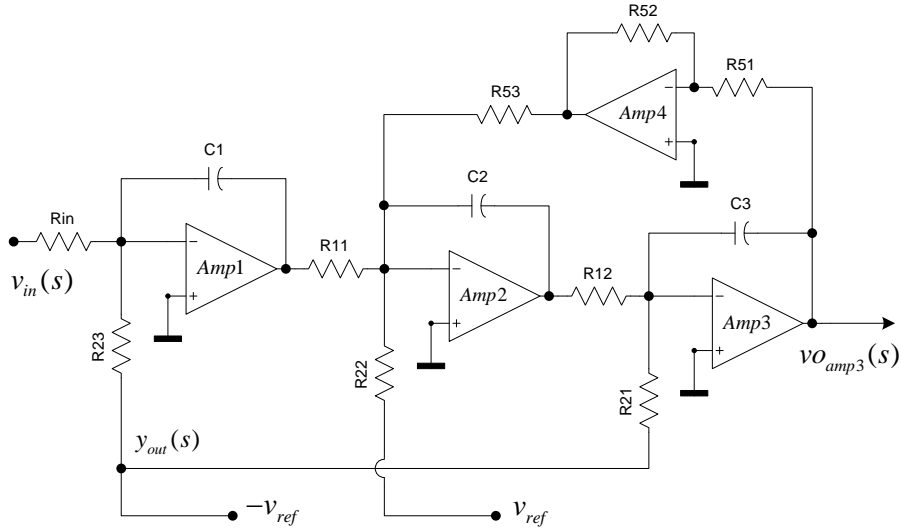 R52
R51
R53
Amp4
− +
C1
C2
C3
Rin
R11
R12
v_in(s)
Amp1
− +
Amp2
− +
Amp3
− +
vo_amp3(s)
R23
R22
R21
y_out(s)
−v_ref
v_ref